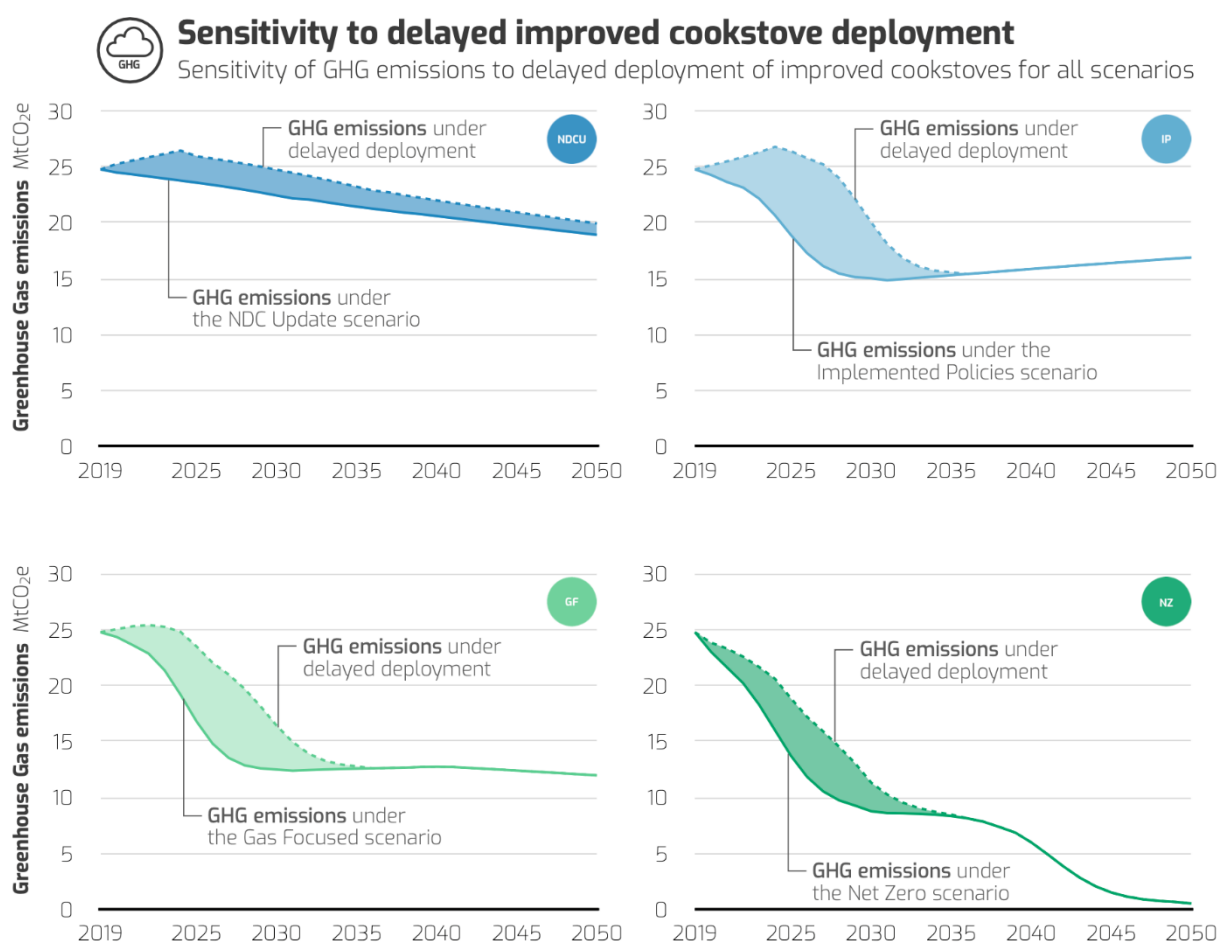 GHG
Sensitivity to delayed improved cookstove deployment
Sensitivity of GHG emissions to delayed deployment of improved cookstoves for all scenarios
Greenhouse Gas emissions MtCO₂e
30
25
20
15
10
5
0
GHG emissions under
delayed deployment
NDCU
GHG emissions under
the NDC Update scenario
2019 2025 2030 2035 2040 2045 2050
30
25
20
15
10
5
0
GHG emissions under
delayed deployment
IP
GHG emissions under the
Implemented Policies scenario
2019 2025 2030 2035 2040 2045 2050
Greenhouse Gas emissions MtCO₂e
30
25
20
15
10
5
0
GF
GHG emissions under
delayed deployment
GHG emissions under
the Gas Focused scenario
2019 2025 2030 2035 2040 2045 2050
30
25
20
15
10
5
0
NZ
GHG emissions under
delayed deployment
GHG emissions under
the Net Zero scenario
2019 2025 2030 2035 2040 2045 2050